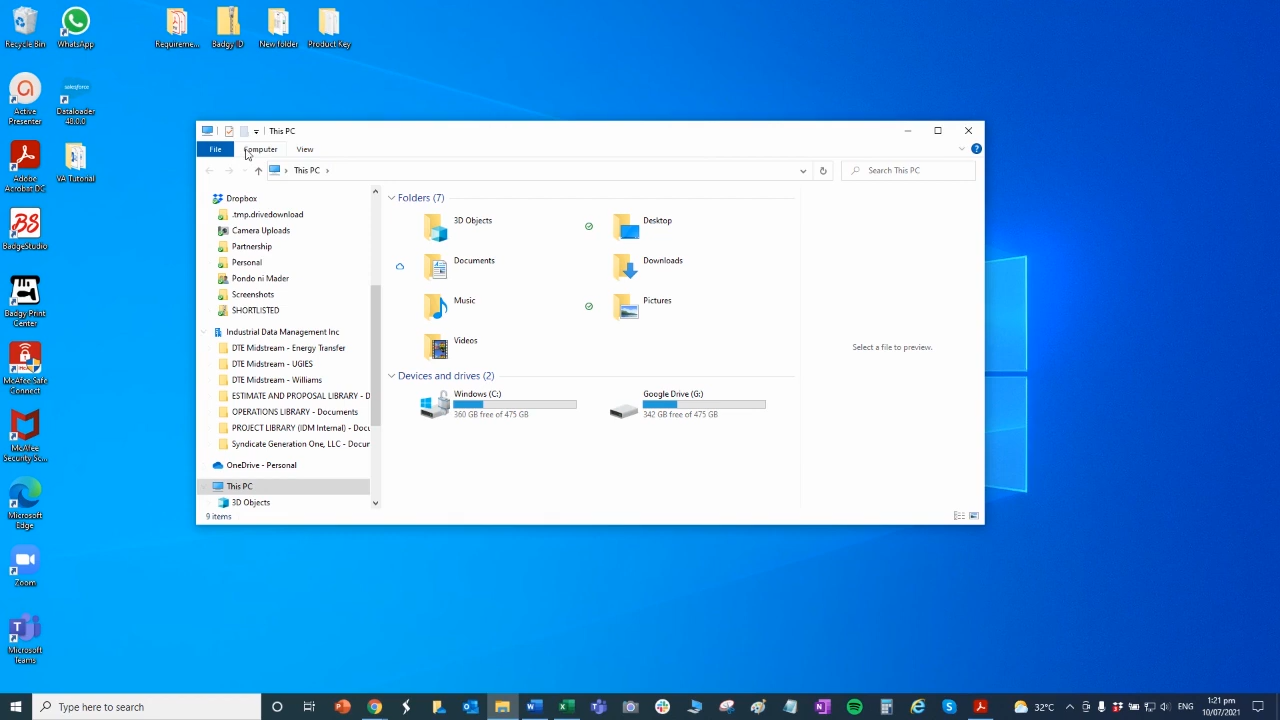 Recycle Bin
WhatsApp
Requireme...
Badgy ID
New folder
Product Key
Active
Presenter
salesforce
Dataloader
48.0.0
Adobe
Acrobat DC
VA Tutorial
BS
BadgeStudio
Badgy Print
Center
McAfee Safe
Connect
McAfee
Security Sc...
Microsoft
Edge
Zoom
Microsoft
Teams
This PC
File
Computer
View
This PC
Search This PC
Dropbox
.tmp.drivedownload
Camera Uploads
Partnership
Personal
Pondo ni Mader
Screenshots
SHORTLISTED
Industrial Data Management Inc
DTE Midstream - Energy Transfer
DTE Midstream - UGIES
DTE Midstream - Williams
ESTIMATE AND PROPOSAL LIBRARY - D
OPERATIONS LIBRARY - Documents
PROJECT LIBRARY (IDM Internal) - Docu
Syndicate Generation One, LLC - Docun
OneDrive - Personal
This PC
3D Objects
Folders (7)
3D Objects
Desktop
Documents
Downloads
Music
Pictures
Videos
Devices and drives (2)
Windows (C:)
360 GB free of 475 GB
Google Drive (G:)
342 GB free of 475 GB
Select a file to preview.
9 items
Type here to search
32°C
ENG
1:21 pm
10/07/2021